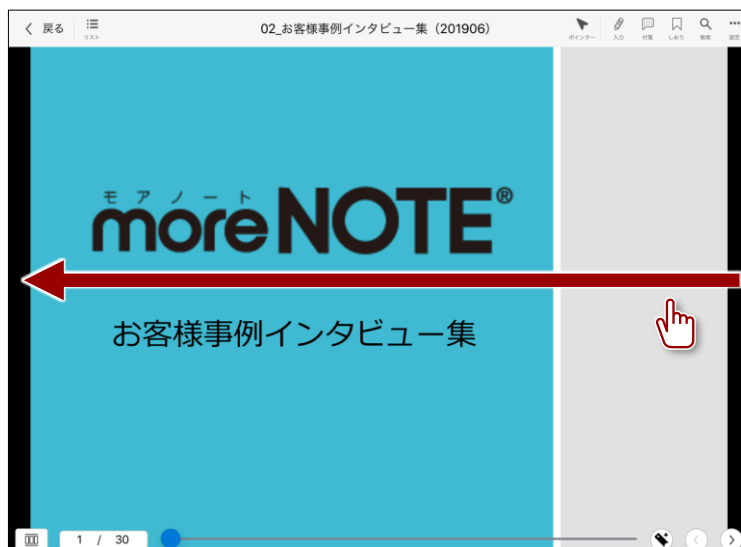 戻る
リスト
02_お客様事例インタビュー集（201906）
ポインター
入力
付箋
しおり
検索
設定
モアノート
moreNOTE®
お客様事例インタビュー集
1 / 30